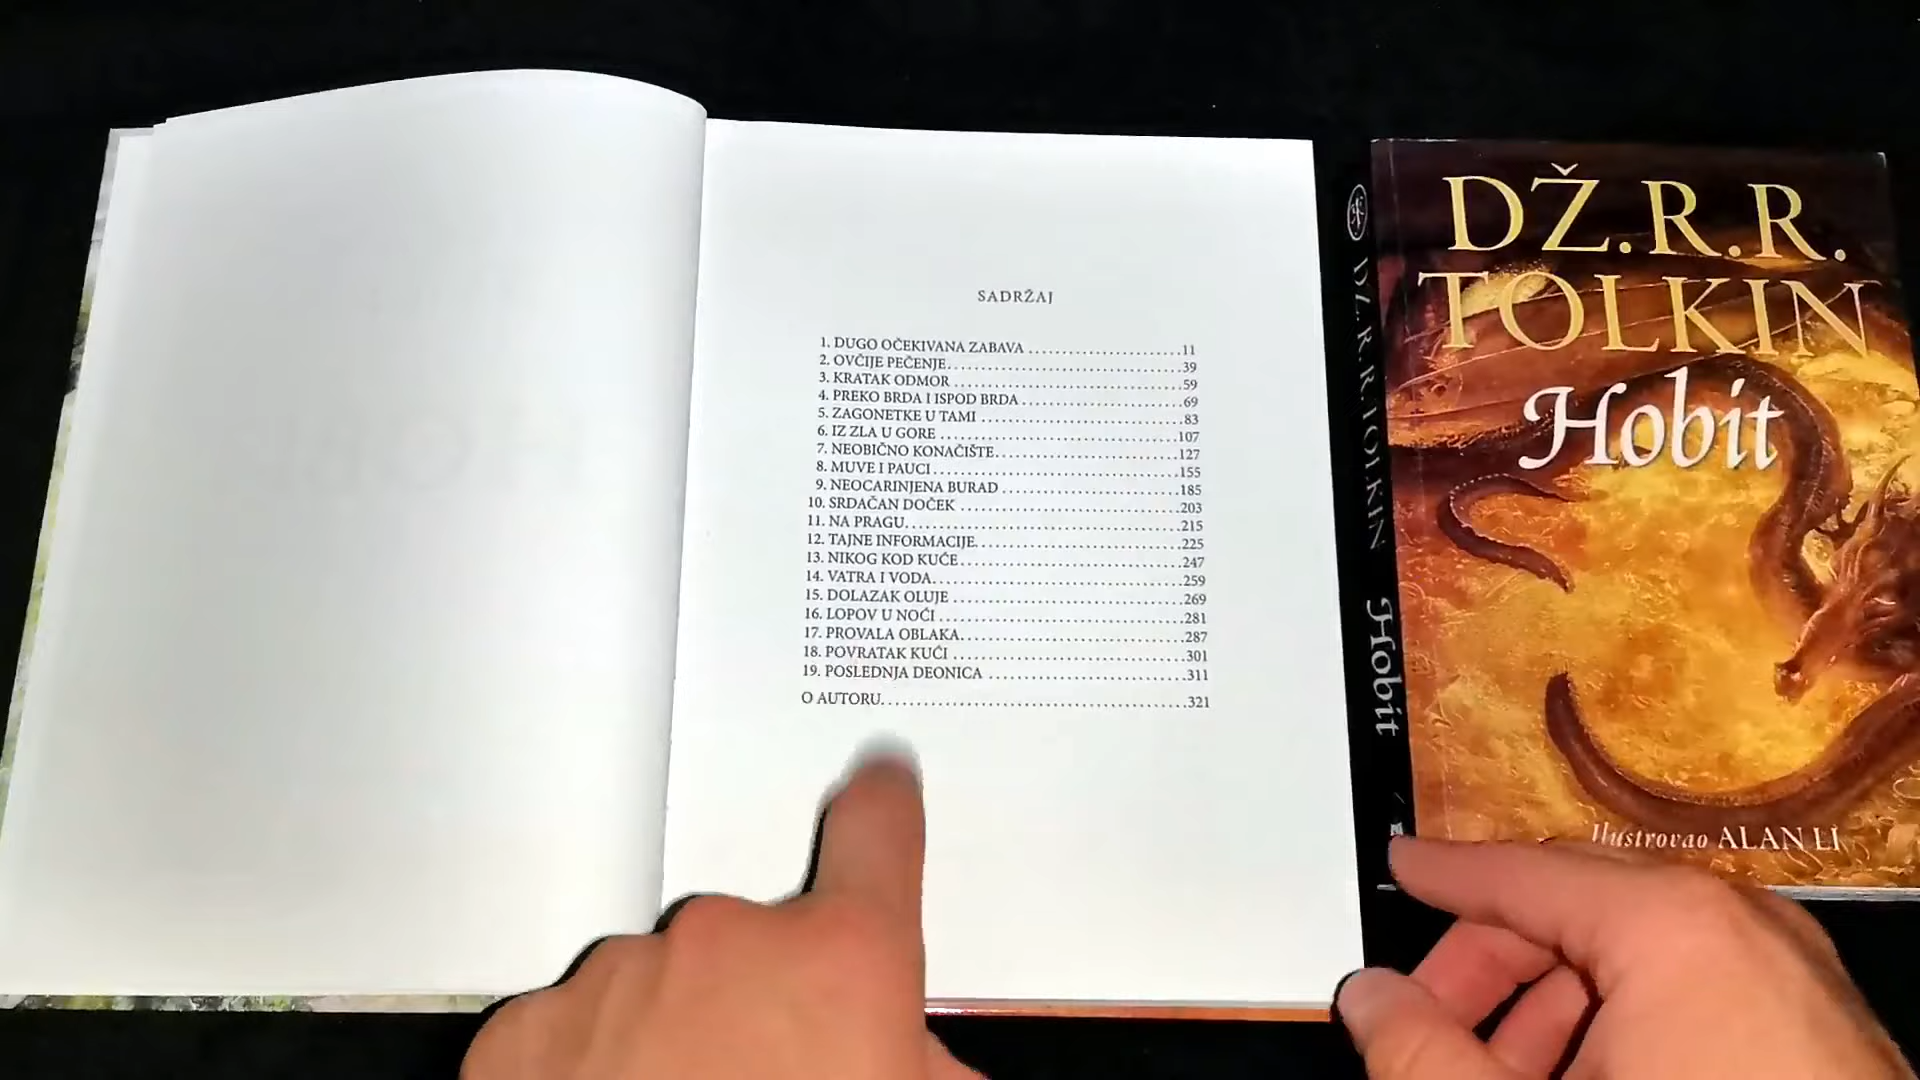 SADRŽAJ
1. DUGO OČEKIVANA ZABAVA ........................ 11
2. OVČIJE PEČENJE ........................ 39
3. KRATAK ODMOR ........................ 59
4. PREKO BRDA I ISPOD BRDA ........................ 69
5. ZAGONETKE U TAMI ........................ 83
6. IZ ZLA U GORE ........................ 107
7. NEOBIČNO KONAČIŠTE ........................ 127
8. MUVE I PAUCI ........................ 155
9. NEOCARINJENA BURAD ........................ 185
10. SRDAČAN DOČEK ........................ 203
11. NA PRAGU ........................ 215
12. TAJNE INFORMACIJE ........................ 225
13. NIKOG KOD KUĆE ........................ 247
14. VATRA I VODA ........................ 259
15. DOLAZAK OLUJE ........................ 269
16. LOPOV U NOĆI ........................ 281
17. PROVALA OBLAKA ........................ 287
18. POVRATAK KUĆI ........................ 301
19. POSLEDNJA DEONICA ........................ 311
O AUTORU ........................ 321
DŽ. R. R. TOLKIN Hobit
DŽ.R.R.
TOLKIN
Hobit
Ilustrovao ALAN LI